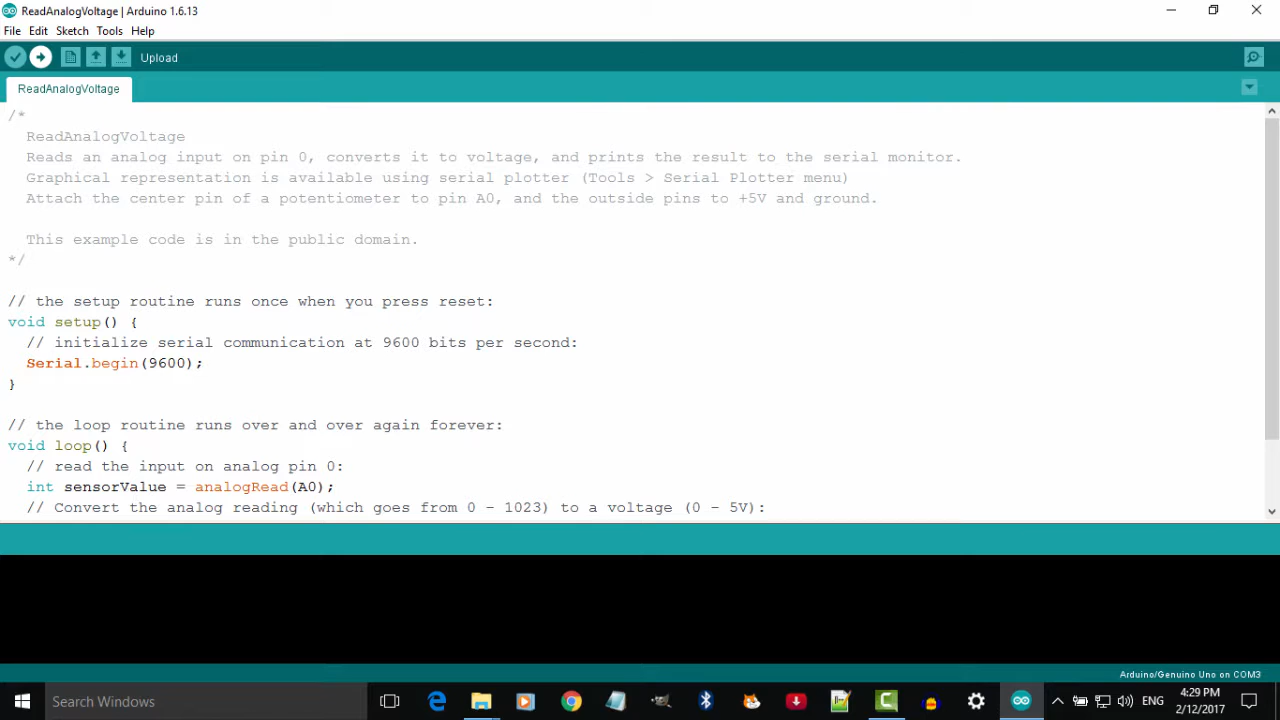 ReadAnalogVoltage | Arduino 1.6.13
File Edit Sketch Tools Help
Upload
ReadAnalogVoltage
/*
ReadAnalogVoltage
Reads an analog input on pin 0, converts it to voltage, and prints the result to the serial monitor.
Graphical representation is available using serial plotter (Tools > Serial Plotter menu)
Attach the center pin of a potentiometer to pin A0, and the outside pins to +5V and ground.
This example code is in the public domain.
*/
// the setup routine runs once when you press reset:
void setup() {
// initialize serial communication at 9600 bits per second:
Serial.begin(9600);
}
// the loop routine runs over and over again forever:
void loop() {
// read the input on analog pin 0:
int sensorValue = analogRead(A0);
// Convert the analog reading (which goes from 0 - 1023) to a voltage (0 - 5V):
Arduino/Genuino Uno on COM3
Search Windows
ENG
4:29 PM
2/12/2017